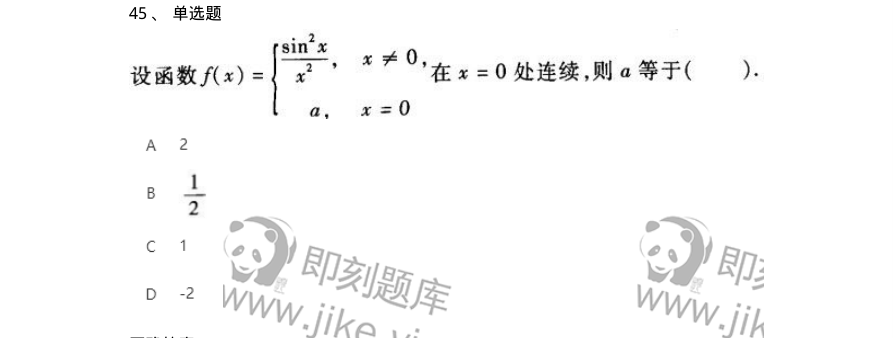 45 、 单选题
设函数 f(x) = { sin²x / x², x ≠ 0, a, x = 0 在 x = 0 处连续,则 a 等于( ).
A 2
B 1/2
C 1
D -2
即刻题库
www.jike
即刻
www.jik